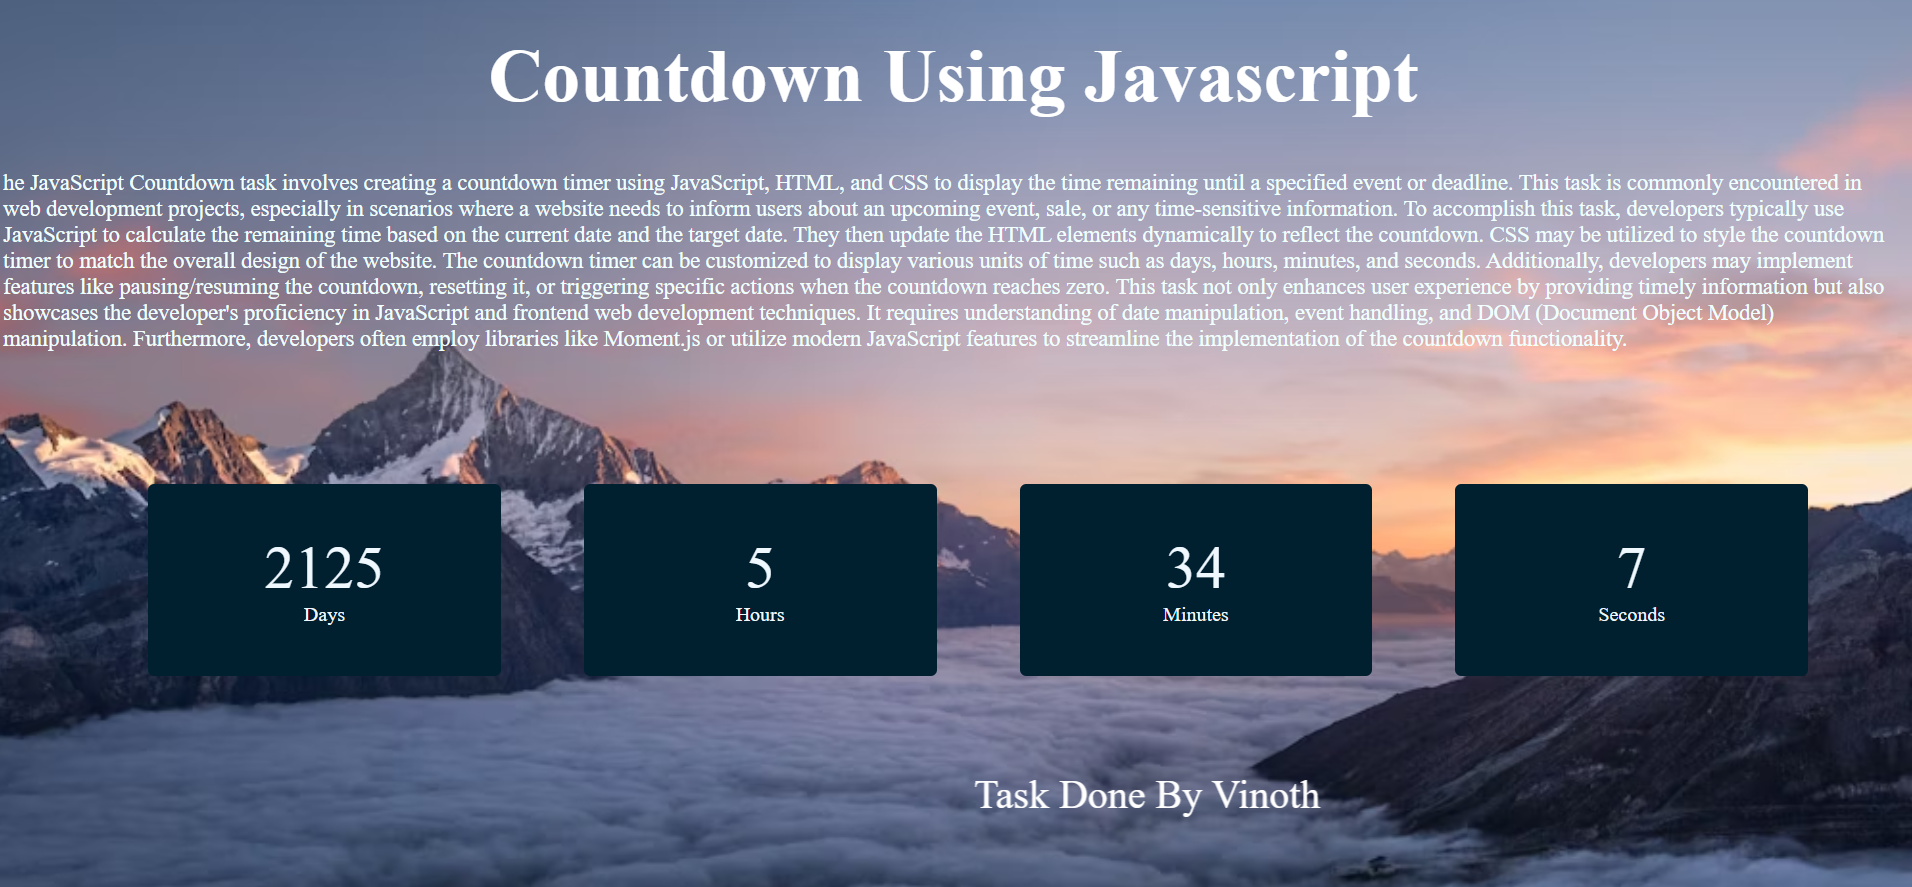 Countdown Using Javascript
he JavaScript Countdown task involves creating a countdown timer using JavaScript, HTML, and CSS to display the time remaining until a specified event or deadline. This task is commonly encountered in
web development projects, especially in scenarios where a website needs to inform users about an upcoming event, sale, or any time-sensitive information. To accomplish this task, developers typically use
JavaScript to calculate the remaining time based on the current date and the target date. They then update the HTML elements dynamically to reflect the countdown. CSS may be utilized to style the countdown
timer to match the overall design of the website. The countdown timer can be customized to display various units of time such as days, hours, minutes, and seconds. Additionally, developers may implement
features like pausing/resuming the countdown, resetting it, or triggering specific actions when the countdown reaches zero. This task not only enhances user experience by providing timely information but also
showcases the developer's proficiency in JavaScript and frontend web development techniques. It requires understanding of date manipulation, event handling, and DOM (Document Object Model)
manipulation. Furthermore, developers often employ libraries like Moment.js or utilize modern JavaScript features to streamline the implementation of the countdown functionality.
2125
Days
5
Hours
34
Minutes
7
Seconds
Task Done By Vinoth